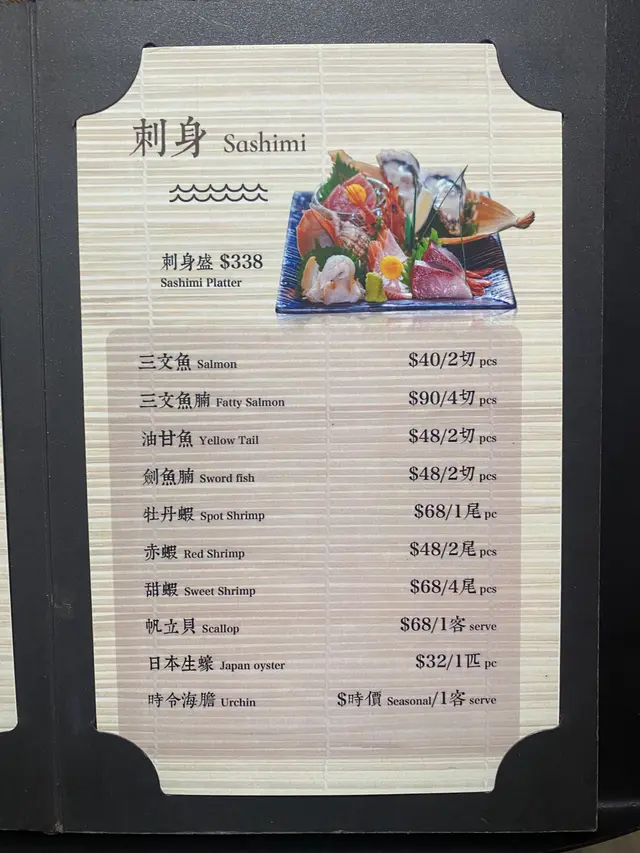 刺身 Sashimi
刺身盛 $338
Sashimi Platter
三文魚 Salmon $40/2切 pcs
三文魚腩 Fatty Salmon $90/4切 pcs
油甘魚 Yellow Tail $48/2切 pcs
劍魚腩 Sword fish $48/2切 pcs
牡丹蝦 Spot Shrimp $68/1尾 pc
赤蝦 Red Shrimp $48/2尾 pcs
甜蝦 Sweet Shrimp $68/4尾 pcs
帆立貝 Scallop $68/1客 serve
日本生蠔 Japan oyster $32/1匹 pc
時令海膽 Urchin $時價 Seasonal/1客 serve